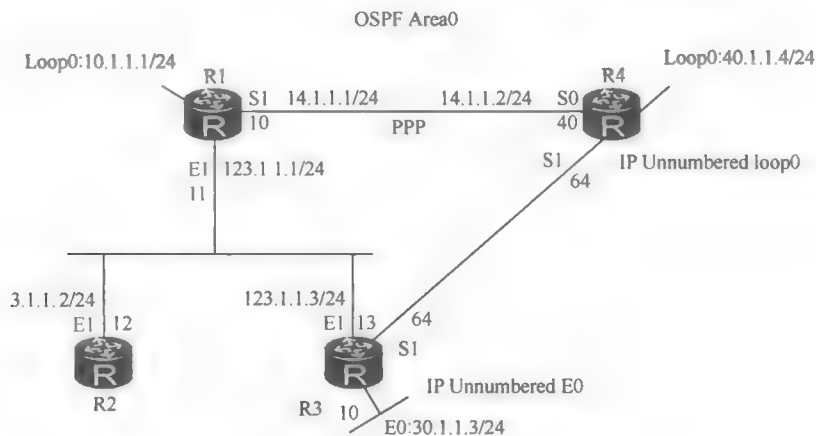 OSPF Area0
Loop0:10.1.1.1/24
Loop0:40.1.1.4/24
R1
R4
S1 14.1.1.1/24 14.1.1.2/24 S0
10 PPP 40
R
R
E1 123.1 1.1/24
11
S1
64
IP Unnumbered loop0
3.1.1.2/24
E1 12
123.1.1.3/24
E1 13
64
S1
R
R
R2
R3
10
IP Unnumbered E0
E0:30.1.1.3/24